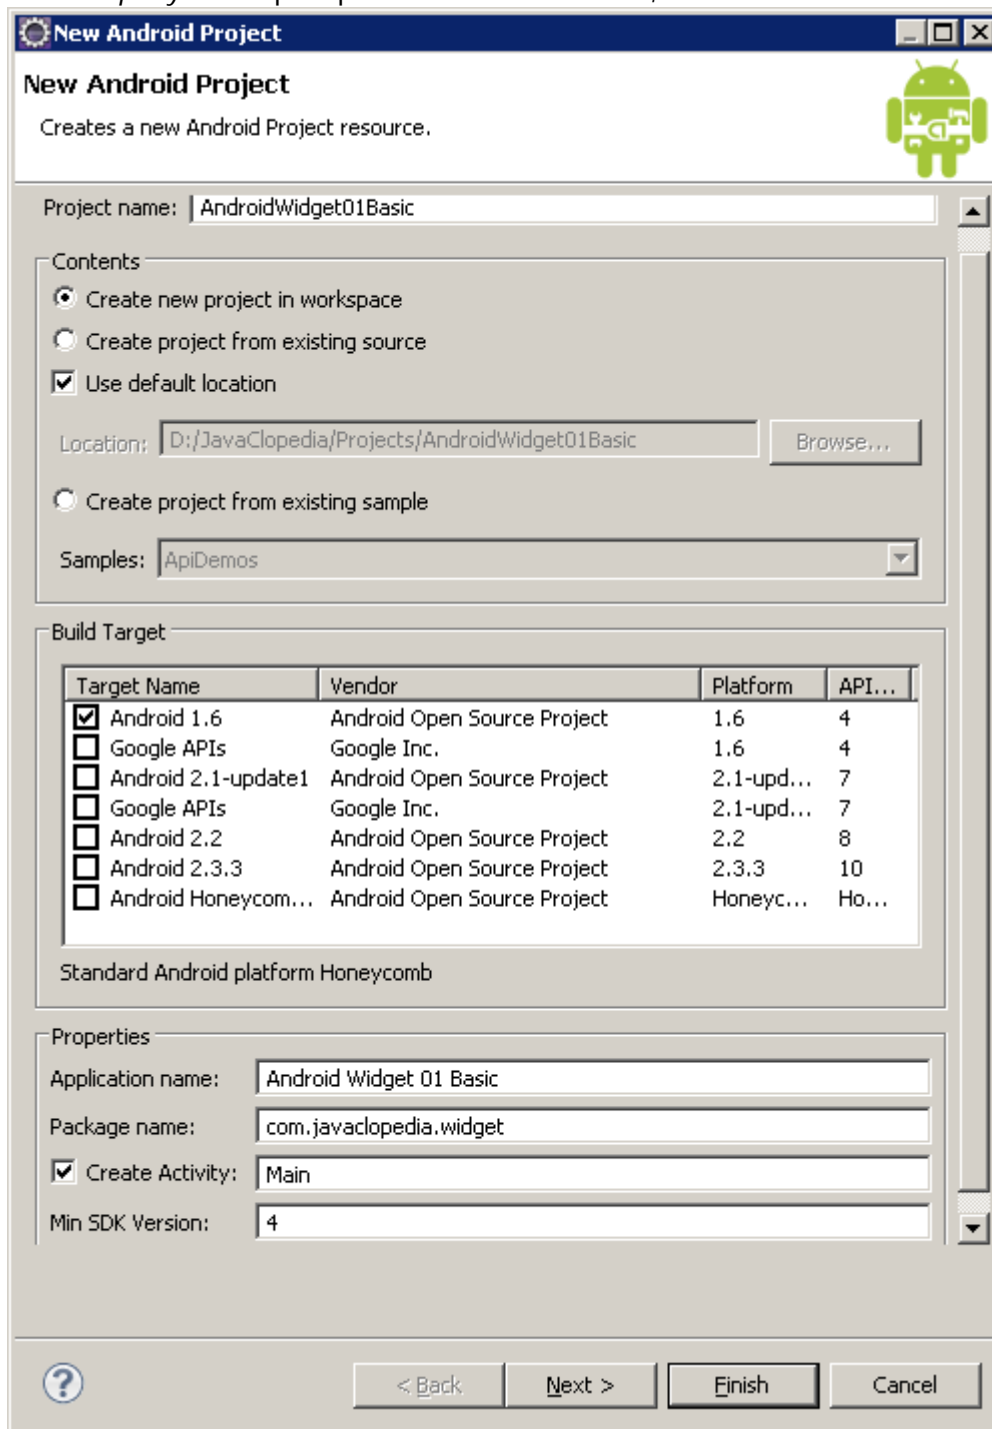 New Android Project
New Android Project
Creates a new Android Project resource.
Project name: AndroidWidget01Basic
Contents
Create new project in workspace
Create project from existing source
Use default location
Location: D:/JavaClopedia/Projects/AndroidWidget01Basic Browse...
Create project from existing sample
Samples: ApiDemos
Build Target
Target Name Vendor Platform API...
Android 1.6 Android Open Source Project 1.6 4
Google APIs Google Inc. 1.6 4
Android 2.1-update1 Android Open Source Project 2.1-upd... 7
Google APIs Google Inc. 2.1-upd... 7
Android 2.2 Android Open Source Project 2.2 8
Android 2.3.3 Android Open Source Project 2.3.3 10
Android Honeycom... Android Open Source Project Honeyc... Ho...
Standard Android platform Honeycomb
Properties
Application name: Android Widget 01 Basic
Package name: com.javaclopedia.widget
Create Activity: Main
Min SDK Version: 4
? < Back Next > Finish Cancel